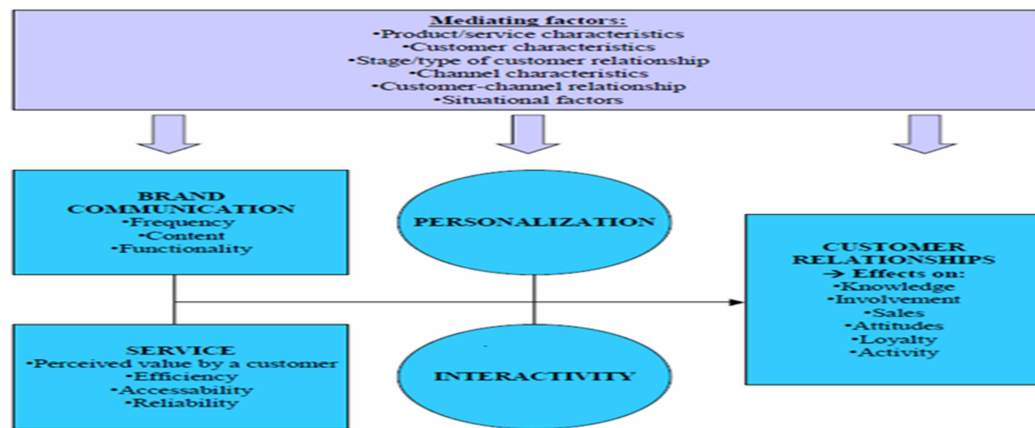 Mediating factors:
•Product/service characteristics
•Customer characteristics
•Stage/type of customer relationship
•Channel characteristics
•Customer-channel relationship
•Situational factors
BRAND
COMMUNICATION
•Frequency
•Content
•Functionality
PERSONALIZATION
CUSTOMER
RELATIONSHIPS
→ Effects on:
•Knowledge
•Involvement
•Sales
•Attitudes
•Loyalty
•Activity
SERVICE
•Perceived value by a customer
•Efficiency
•Accessability
•Reliability
INTERACTIVITY